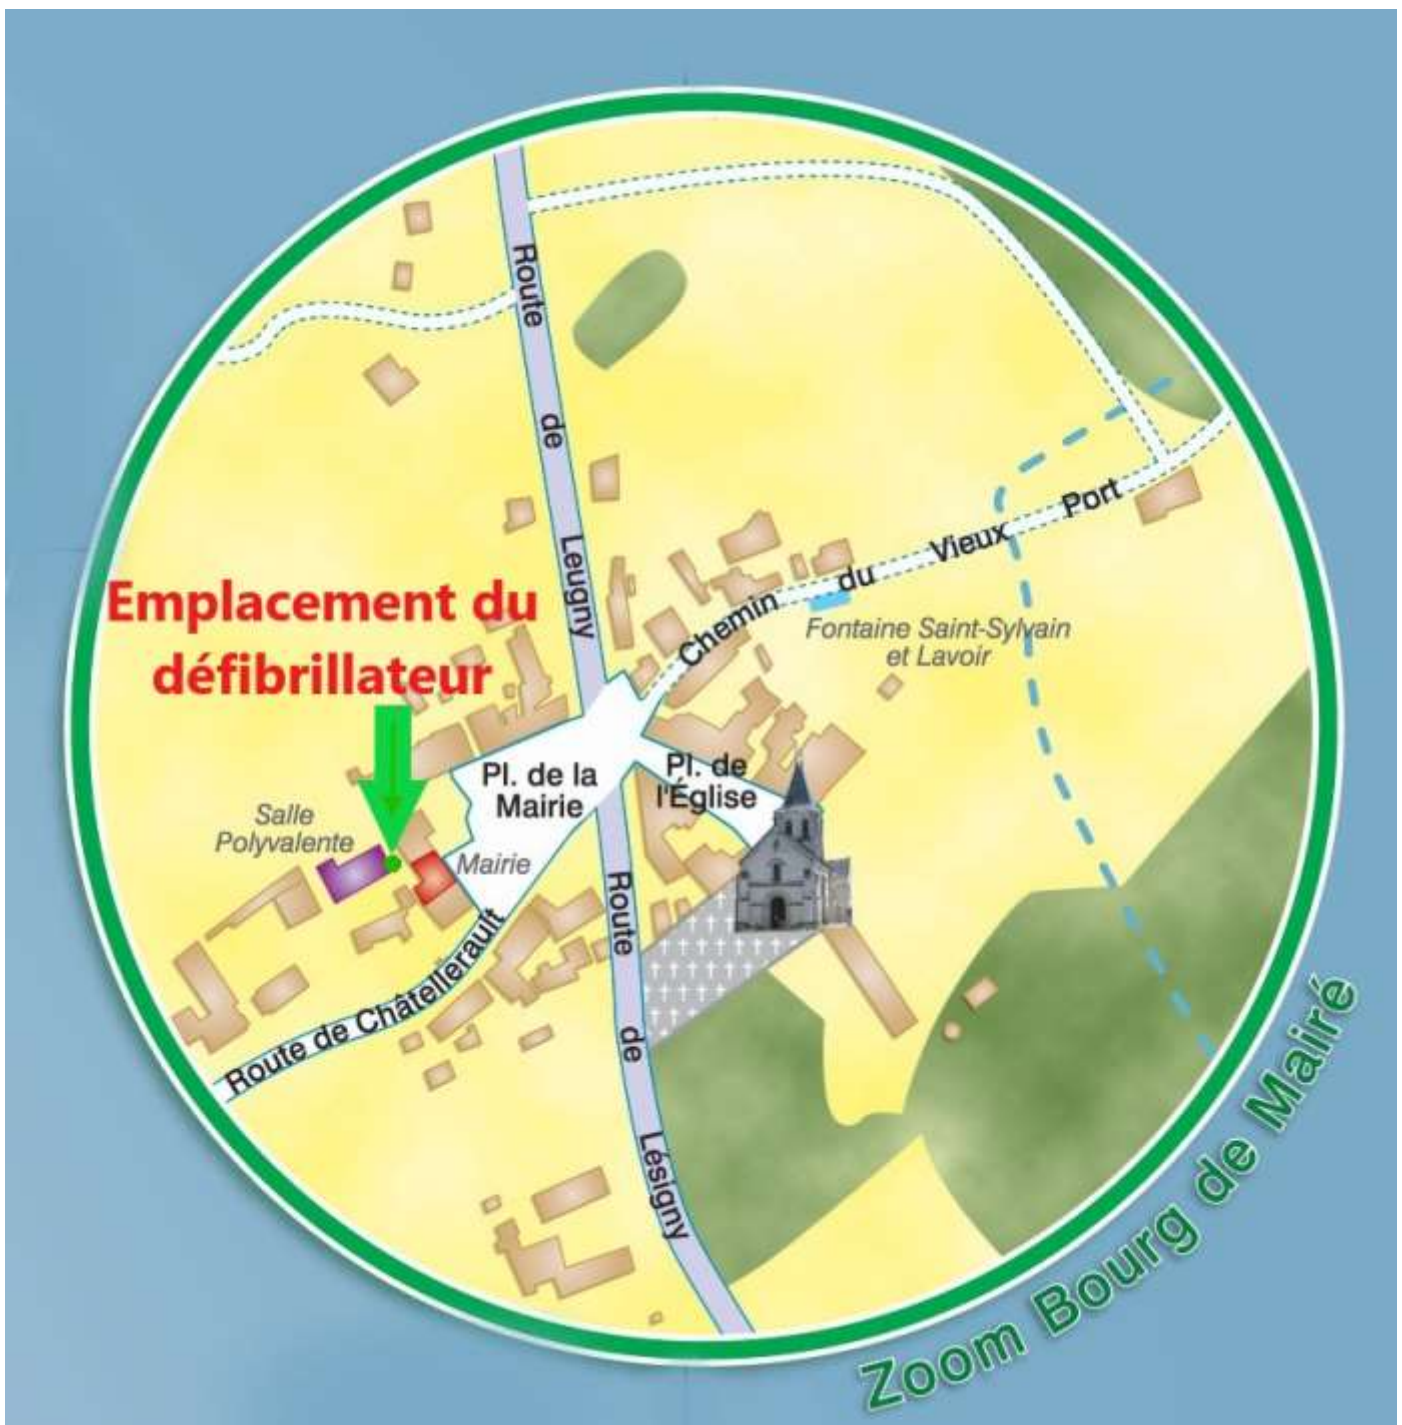 Route de Leugny
Emplacement du
défibrillateur
Chemin du Vieux Port
Fontaine Saint-Sylvain
et Lavoir
Pl. de la
Mairie
Pl. de
l'Église
Salle
Polyvalente
Mairie
Route de Châtellerault
Route de Lésigny
Zoom Bourg de Mairé